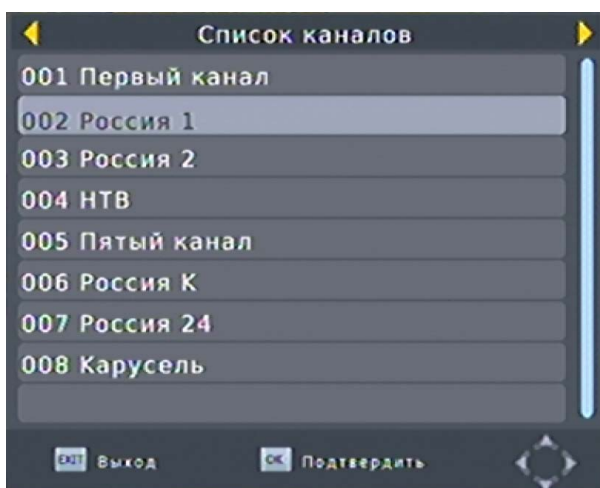 Список каналов
001 Первый канал
002 Россия 1
003 Россия 2
004 НТВ
005 Пятый канал
006 Россия К
007 Россия 24
008 Карусель
EXIT Выход OK Подтвердить